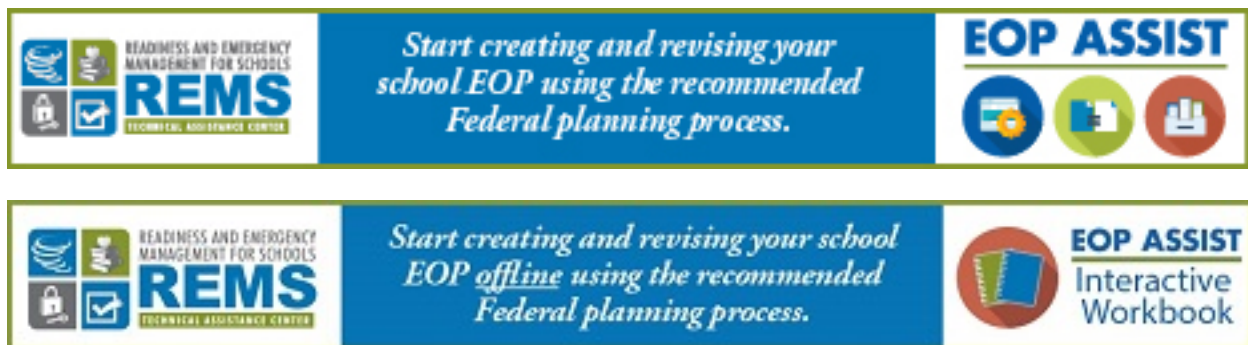 READINESS AND EMERGENCY
MANAGEMENT FOR SCHOOLS
REMS
TECHNICAL ASSISTANCE CENTER
Start creating and revising your
school EOP using the recommended
Federal planning process.
EOP ASSIST
READINESS AND EMERGENCY
MANAGEMENT FOR SCHOOLS
REMS
TECHNICAL ASSISTANCE CENTER
Start creating and revising your school
EOP offline using the recommended
Federal planning process.
EOP ASSIST
Interactive
Workbook